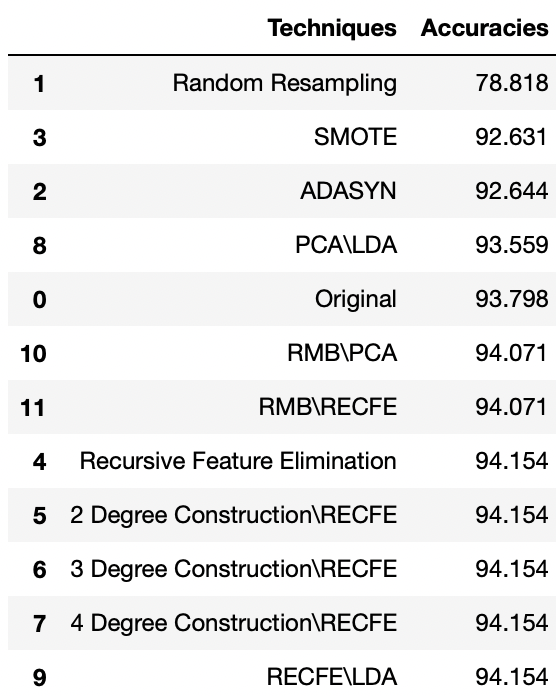 Techniques Accuracies
1 Random Resampling 78.818
3 SMOTE 92.631
2 ADASYN 92.644
8 PCA\LDA 93.559
0 Original 93.798
10 RMB\PCA 94.071
11 RMB\RECFE 94.071
4 Recursive Feature Elimination 94.154
5 2 Degree Construction\RECFE 94.154
6 3 Degree Construction\RECFE 94.154
7 4 Degree Construction\RECFE 94.154
9 RECFE\LDA 94.154